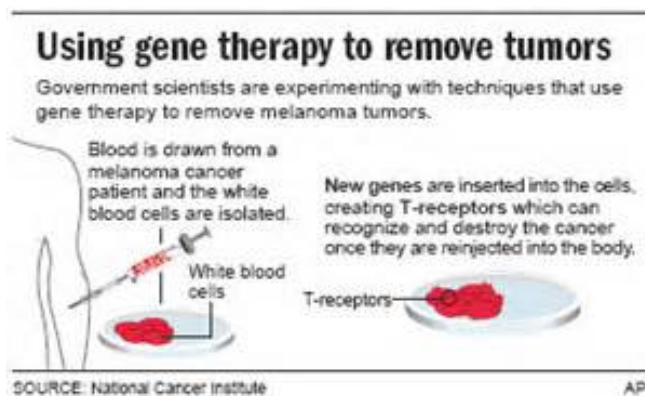 Using gene therapy to remove tumors
Government scientists are experimenting with techniques that use
gene therapy to remove melanoma tumors.
Blood is drawn from a
melanoma cancer
patient and the white
blood cells are isolated.
White blood
cells
New genes are inserted into the cells,
creating T-receptors which can
recognize and destroy the cancer
once they are reinjected into the body.
T-receptors
SOURCE: National Cancer Institute
AP